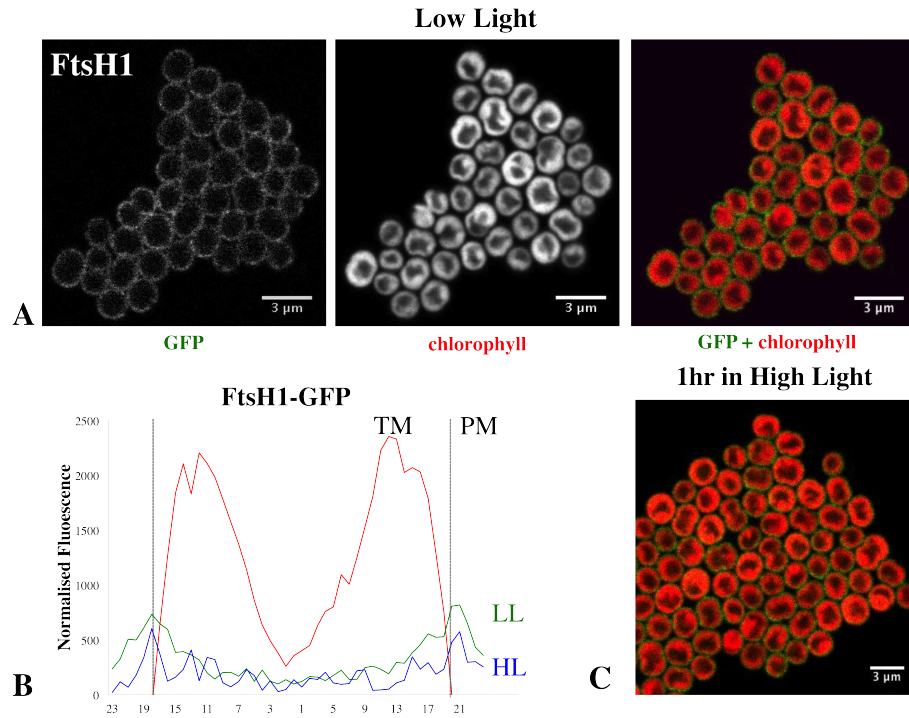 Low Light
FtsH1
3 µm
3 µm
3 µm
A
GFP
chlorophyll
GFP + chlorophyll
1hr in High Light
FtsH1-GFP
TM
PM
Normalised Fluoescence
2500
2000
1500
1000
500
0
LL
HL
23 19 15 11 7 3 1 5 9 13 17 21
B
C
3 µm